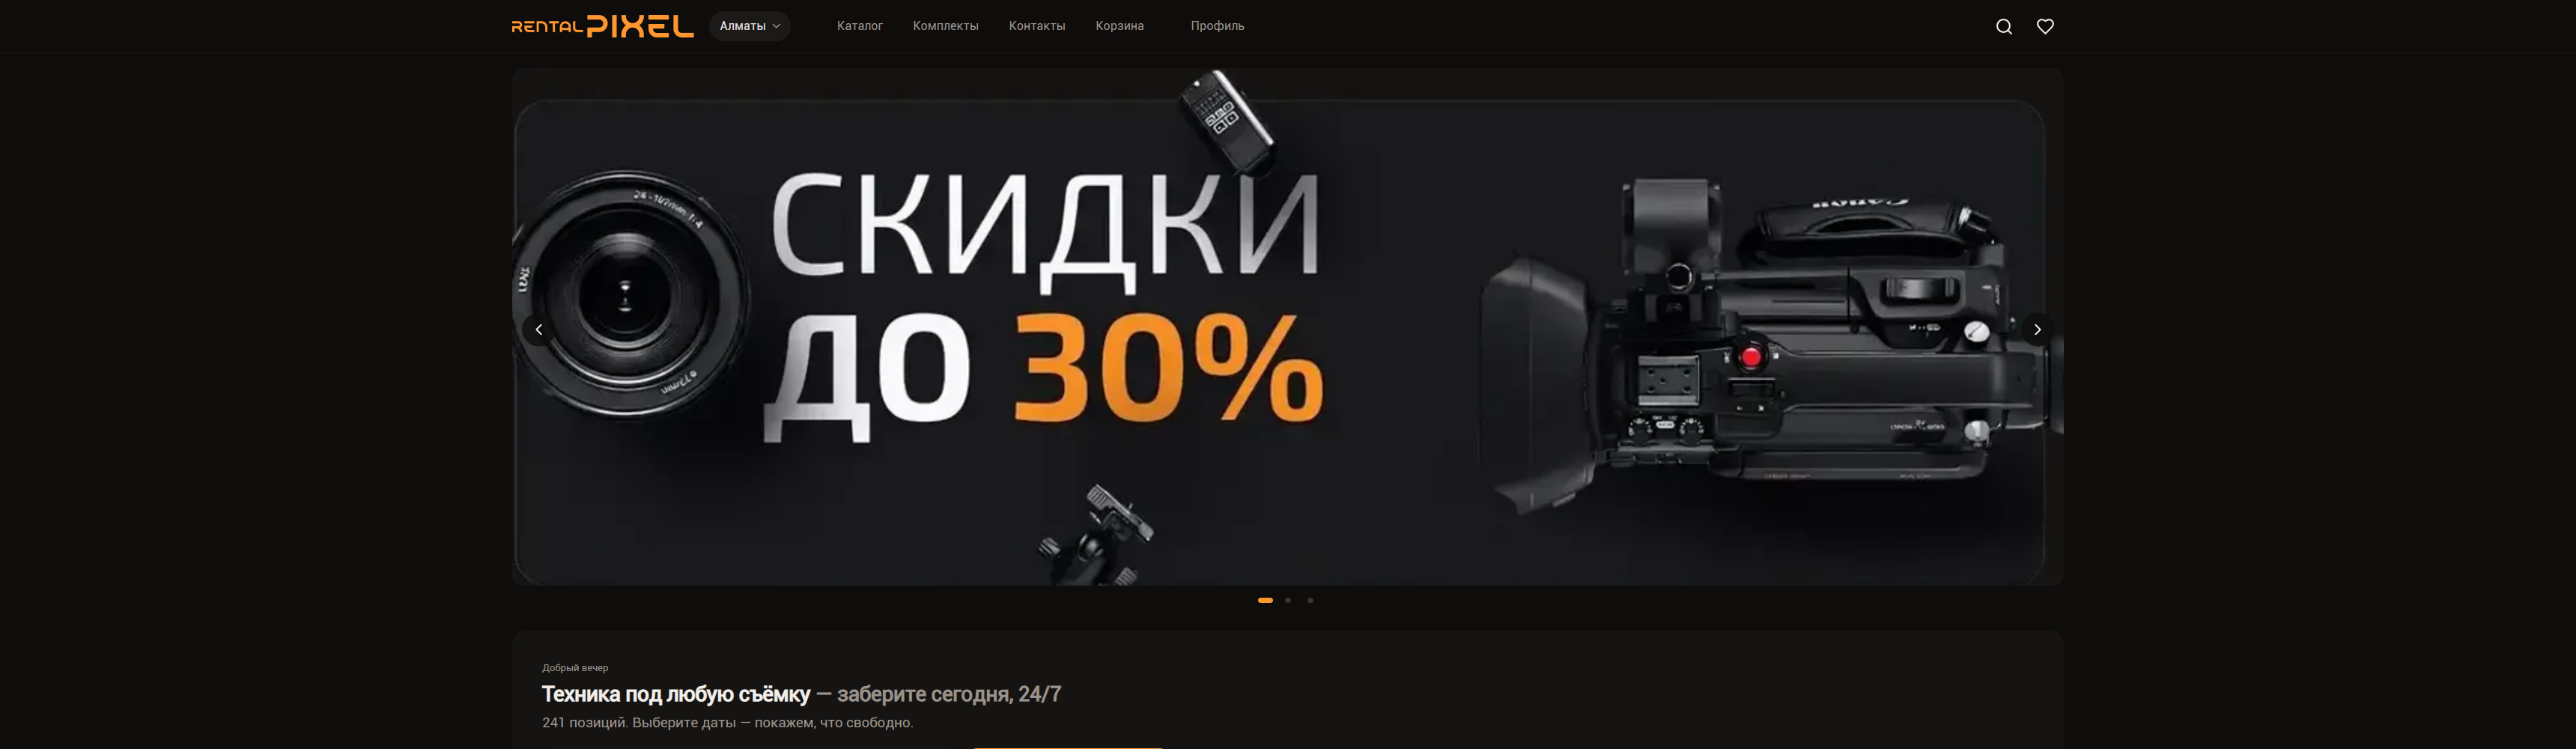 RENTAL PIXEL
Алматы
Каталог
Комплекты
Контакты
Корзина
Профиль
СКИДКИ
ДО 30%
Canon
Добрый вечер
Техника под любую съёмку — заберите сегодня, 24/7
241 позиций. Выберите даты — покажем, что свободно.